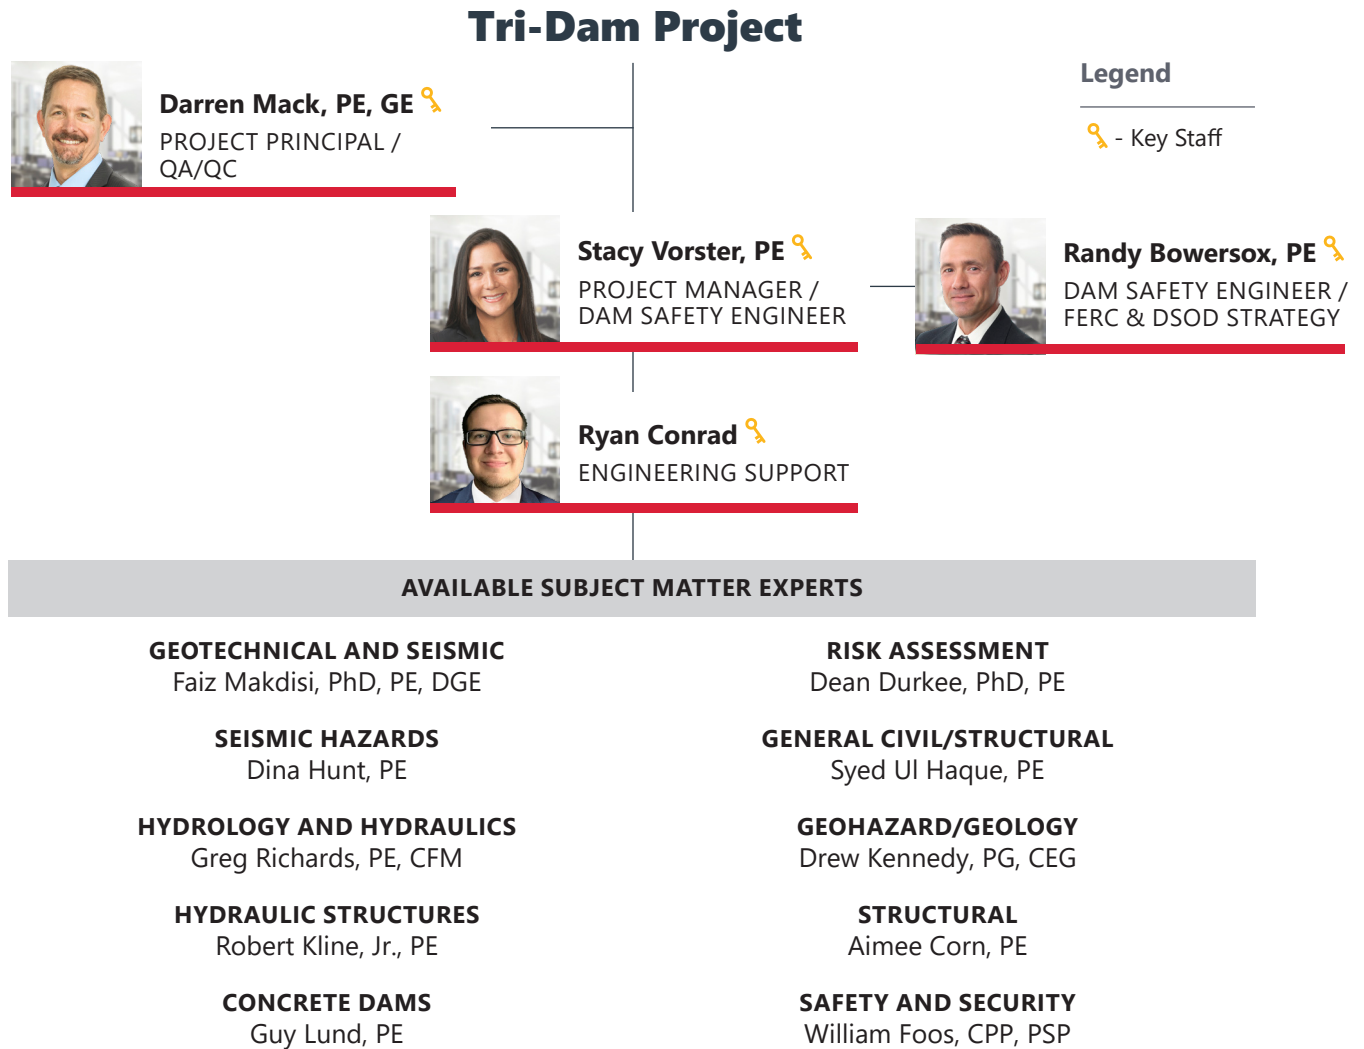 Tri-Dam Project
Legend
- Key Staff
Darren Mack, PE, GE
PROJECT PRINCIPAL /
QA/QC
Stacy Vorster, PE
PROJECT MANAGER /
DAM SAFETY ENGINEER
Randy Bowersox, PE
DAM SAFETY ENGINEER /
FERC & DSOD STRATEGY
Ryan Conrad
ENGINEERING SUPPORT
AVAILABLE SUBJECT MATTER EXPERTS
GEOTECHNICAL AND SEISMIC
Faiz Makdisi, PhD, PE, DGE
SEISMIC HAZARDS
Dina Hunt, PE
HYDROLOGY AND HYDRAULICS
Greg Richards, PE, CFM
HYDRAULIC STRUCTURES
Robert Kline, Jr., PE
CONCRETE DAMS
Guy Lund, PE
RISK ASSESSMENT
Dean Durkee, PhD, PE
GENERAL CIVIL/STRUCTURAL
Syed Ul Haque, PE
GEOHAZARD/GEOLOGY
Drew Kennedy, PG, CEG
STRUCTURAL
Aimee Corn, PE
SAFETY AND SECURITY
William Foos, CPP, PSP